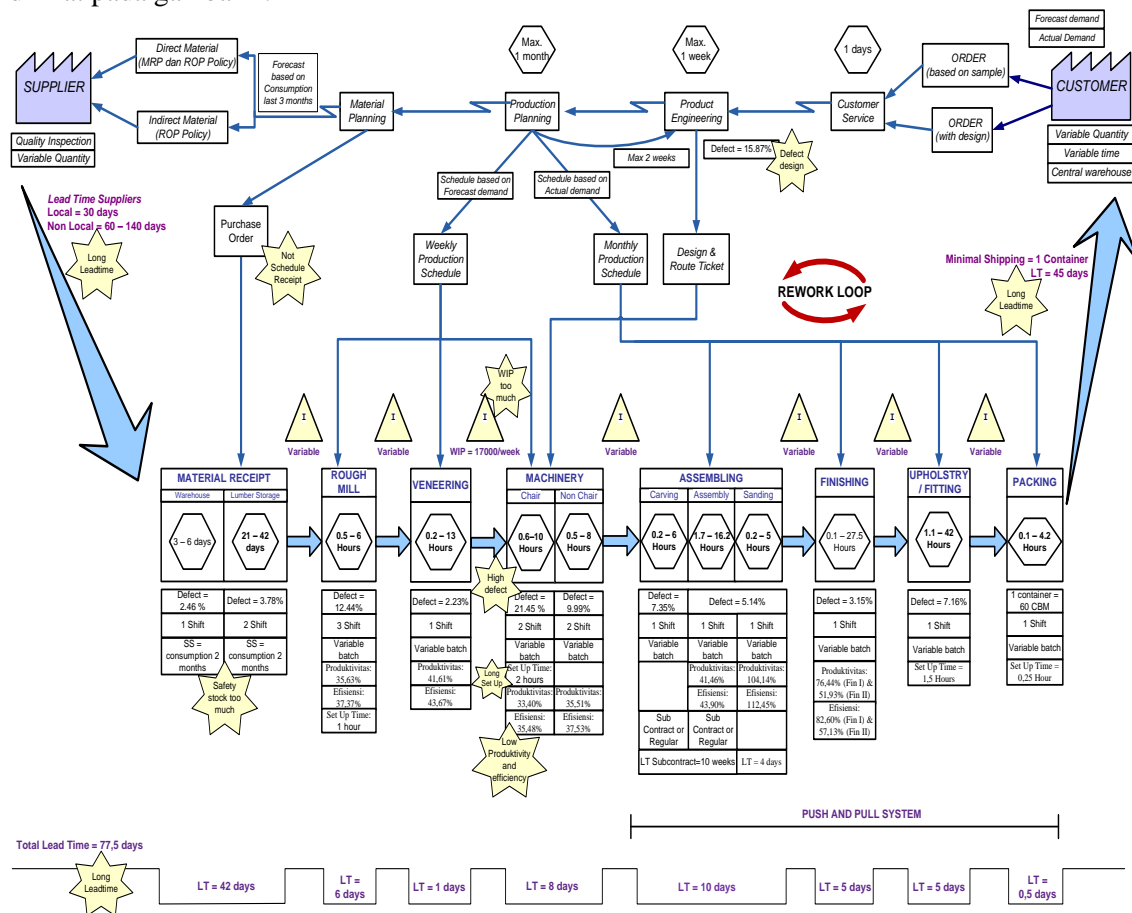 Direct Material
(MRP dan ROP Policy)
Forecast
based on
Consumption
last 3 months
Max.
1 month
Max.
1 week
1 days
ORDER
(based on sample)
Forecast demand
Actual Demand
SUPPLIER
Indirect Material
(ROP Policy)
Material
Planning
Production
Planning
Product
Engineering
Customer
Service
ORDER
(with design)
CUSTOMER
Quality Inspection
Variable Quantity
Variable Quantity
Variable time
Central warehouse
Max 2 weeks
Defect = 15.87%
Defect
design
Schedule based on
Forecast demand
Schedule based on
Actual demand
Lead Time Suppliers
Local = 30 days
Non Local = 60 – 140 days
Long
Leadtime
Purchase
Order
Not
Schedule
Receipt
Weekly
Production
Schedule
Monthly
Production
Schedule
Design &
Route Ticket
REWORK LOOP
Minimal Shipping = 1 Container
LT = 45 days
Long
Leadtime
WIP
too
much
I
Variable
I
Variable
I
WIP = 17000/week
I
Variable
I
Variable
I
Variable
I
Variable
MATERIAL RECEIPT
Warehouse
Lumber Storage
3 – 6 days
21 – 42
days
Defect =
2.46 %
Defect = 3.78%
1 Shift
2 Shift
SS =
consumption 2
months
SS =
consumption 2
months
Safety
stock too
much
ROUGH
MILL
0.5 – 6
Hours
Defect =
12.44%
3 Shift
Variable
batch
Produktivitas:
35,63%
Efisiensi:
37,37%
Set Up Time:
1 hour
VENEERING
0.2 – 13
Hours
Defect = 2.23%
1 Shift
Variable batch
Produktivitas:
41,61%
Efisiensi:
43,67%
High
defect
Long
Set Up
Low
Produktivity
and
efficiency
MACHINERY
Chair
Non Chair
0.6–10
Hours
0.5 – 8
Hours
Defect =
21.45 %
Defect =
9.99%
2 Shift
2 Shift
Variable
batch
Variable
batch
Set Up Time:
2 hours
Produktivitas:
33,40%
Produktivitas:
35,51%
Efisiensi:
35,48%
Efisiensi:
37,53%
ASSEMBLING
Carving
Assembly
Sanding
0.2 – 6
Hours
1.7 – 16.2
Hours
0.2 – 5
Hours
Defect =
7.35%
Defect = 5.14%
1 Shift
1 Shift
1 Shift
Variable
batch
Variable
batch
Variable
batch
Produktivitas:
41,46%
Produktivitas:
104,14%
Efisiensi:
43,90%
Efisiensi:
112,45%
Sub
Contract or
Regular
Sub
Contract or
Regular
LT Subcontract=10 weeks
LT = 4 days
FINISHING
0.1 – 27.5
Hours
Defect = 3.15%
1 Shift
Variable batch
Produktivitas:
76,44% (Fin I) &
51,93% (Fin II)
Efisiensi:
82,60% (Fin I) &
57,13% (Fin II)
UPHOLSTRY
/ FITTING
1.1 – 42
Hours
Defect = 7.16%
1 Shift
Variable batch
Set Up Time =
1,5 Hours
PACKING
0.1 – 4.2
Hours
1 container =
60 CBM
1 Shift
Variable
batch
Set Up Time =
0,25 Hour
PUSH AND PULL SYSTEM
Total Lead Time = 77,5 days
Long
Leadtime
LT = 42 days
LT =
6 days
LT = 1 days
LT = 8 days
LT = 10 days
LT = 5 days
LT = 5 days
LT =
0,5 days